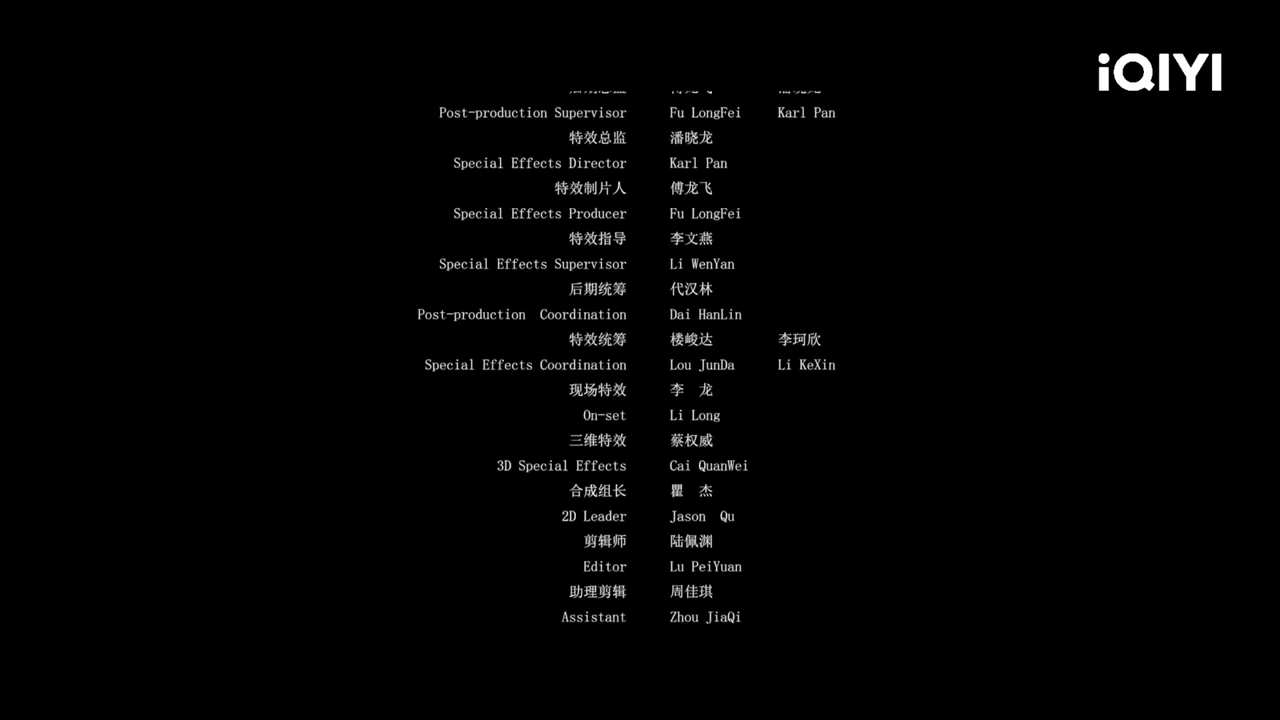 iQIYI
Post-production Supervisor Fu LongFei Karl Pan
特效总监 潘晓龙
Special Effects Director Karl Pan
特效制片人 傅龙飞
Special Effects Producer Fu LongFei
特效指导 李文燕
Special Effects Supervisor Li WenYan
后期统筹 代汉林
Post-production  Coordination Dai HanLin
特效统筹 楼峻达 李珂欣
Special Effects Coordination Lou JunDa Li KeXin
现场特效 李　龙
On-set Li Long
三维特效 蔡权威
3D Special Effects Cai QuanWei
合成组长 瞿　杰
2D Leader Jason  Qu
剪辑师 陆佩渊
Editor Lu PeiYuan
助理剪辑 周佳琪
Assistant Zhou JiaQi